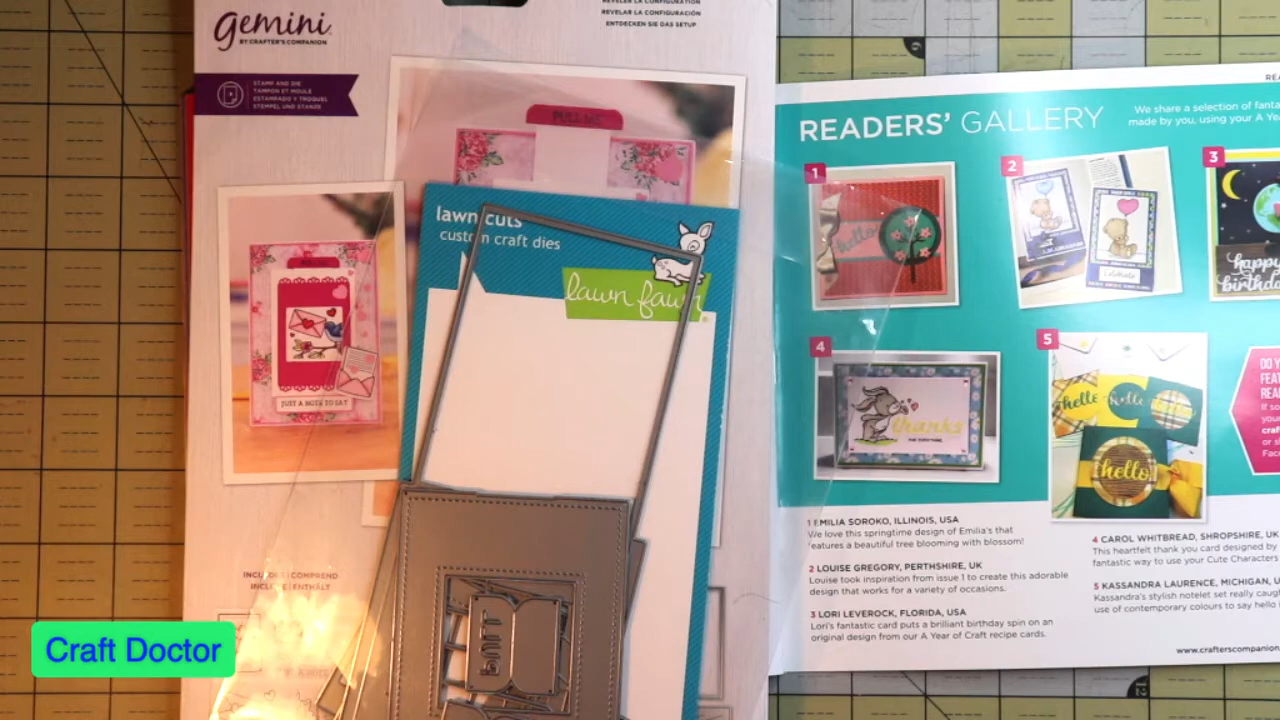 gemini
BY CRAFTER'S COMPANION
REVELAR LA CONFIGURACIÓN
ENTDECKEN SIE DAS SETUP
STAMP AND DIE
TAMPON ET MOULE
ESTAMPADO Y TROQUEL
STEMPEL UND STANZE
PULL ME
JUST A NOTE TO SAY
lawn cuts
custom craft dies
lawn fawn
PULL
Craft Doctor
READERS' GALLERY
We share a selection of
made by you, using your A
1
2
3
hello
Celebrate
happy
birthday
4
5
thanks
FOR EVERYTHING
hello
hello
hello
DO
1 EMILIA SOROKO, ILLINOIS, USA
We love this springtime design of Emilia's that
features a beautiful tree blooming with blossom!
2 LOUISE GREGORY, PERTHSHIRE, UK
Louise took inspiration from issue 1 to create this adorable
design that works for a variety of occasions.
3 LORI LEVEROCK, FLORIDA, USA
Lori's fantastic card puts a brilliant birthday spin on an
original design from our A Year of Craft recipe cards.
4 CAROL WHITBREAD, SHROPSHIRE, UK
This heartfelt thank you card designed by
fantastic way to use your Cute Characters
5 KASSANDRA LAURENCE, MICHIGAN, U
Kassandra's stylish notelet set really
use of contemporary colours to say hello
www.crafterscompanion